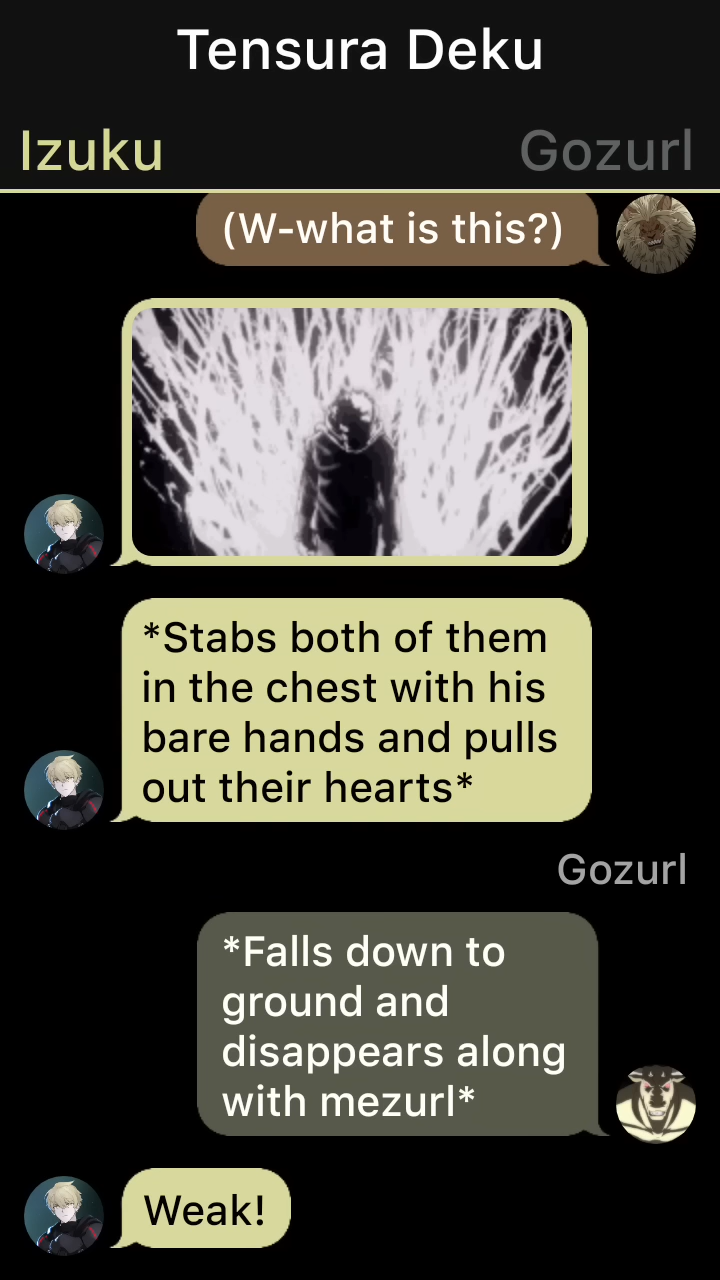 Tensura Deku
Izuku
Gozurl
(W-what is this?)
*Stabs both of them
in the chest with his
bare hands and pulls
out their hearts*
Gozurl
*Falls down to
ground and
disappears along
with mezurl*
Weak!